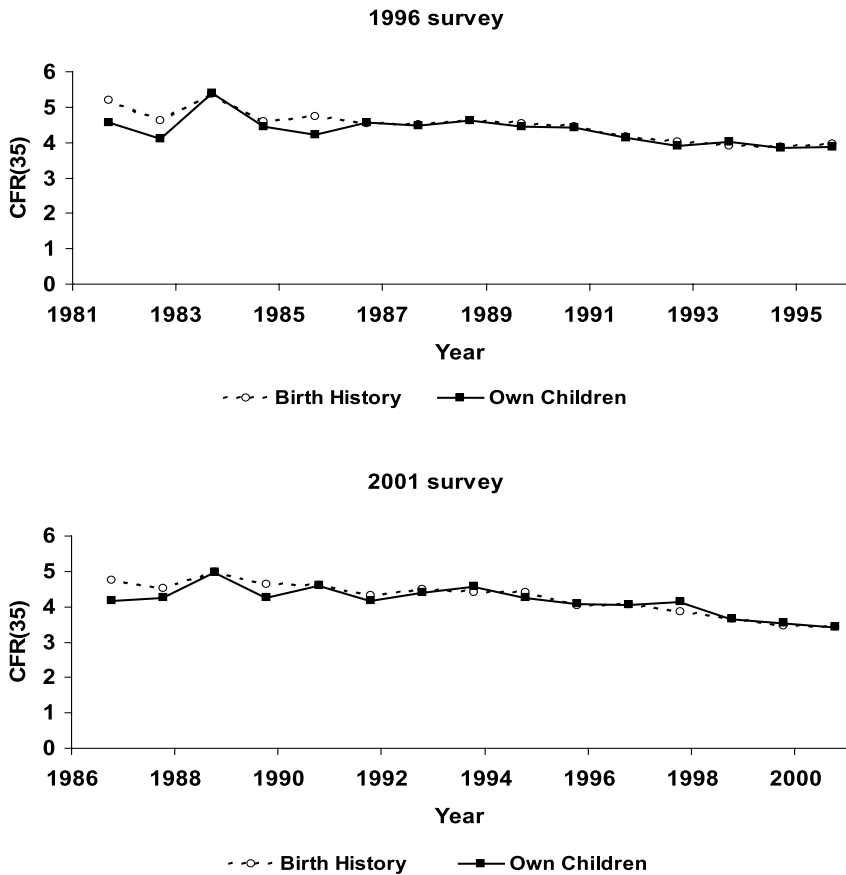 1996 survey
6
5
4
3
2
1
0
CFR(35)
1981 1983 1985 1987 1989 1991 1993 1995
Year
Birth History Own Children
2001 survey
6
5
4
3
2
1
0
CFR(35)
1986 1988 1990 1992 1994 1996 1998 2000
Year
Birth History Own Children